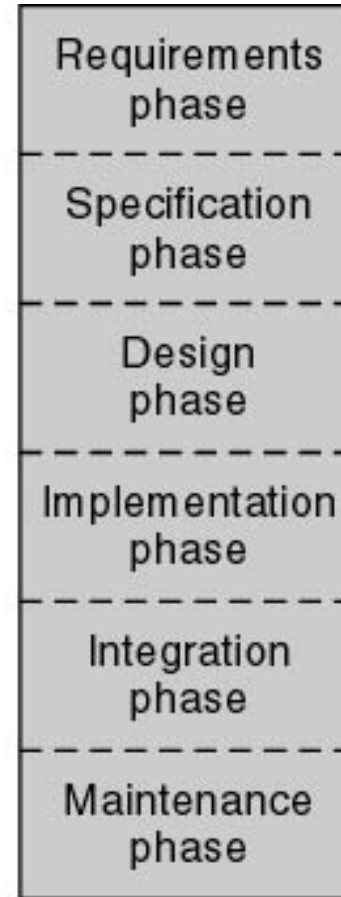 Requirements
phase
Specification
phase
Design
phase
Implementation
phase
Integration
phase
Maintenance
phase